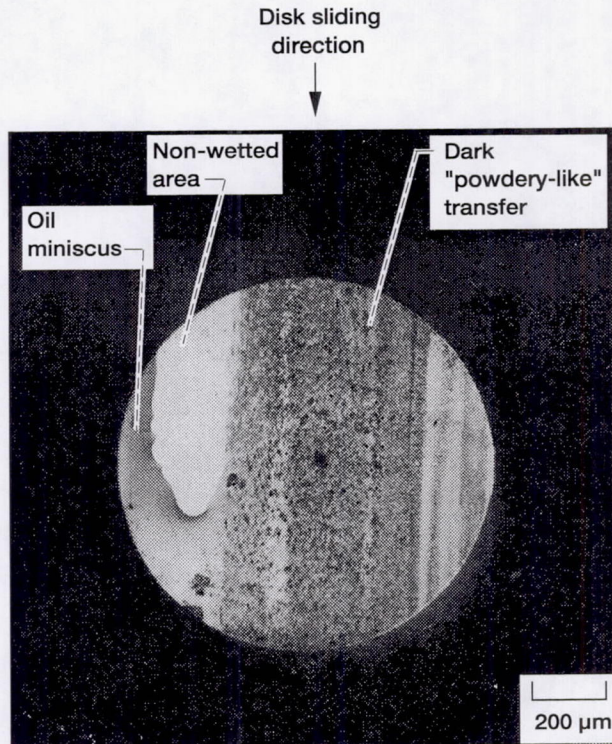 Disk sliding
direction
Non-wetted
area
Dark
"powdery-like"
transfer
Oil
miniscus
200 µm